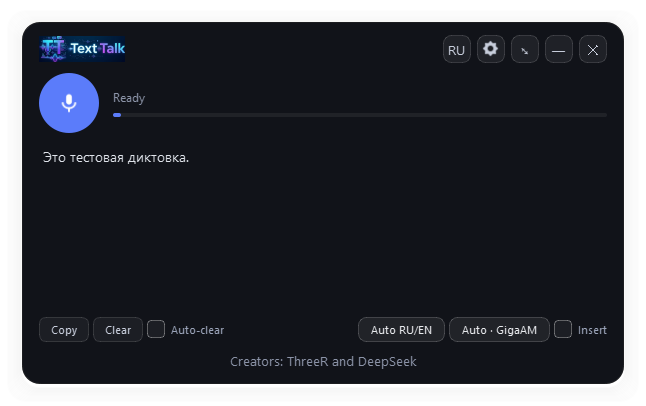 TT Text Talk RU
Ready
Это тестовая диктовка.
Copy Clear Auto-clear Auto RU/EN Auto · GigaAM Insert
Creators: ThreeR and DeepSeek